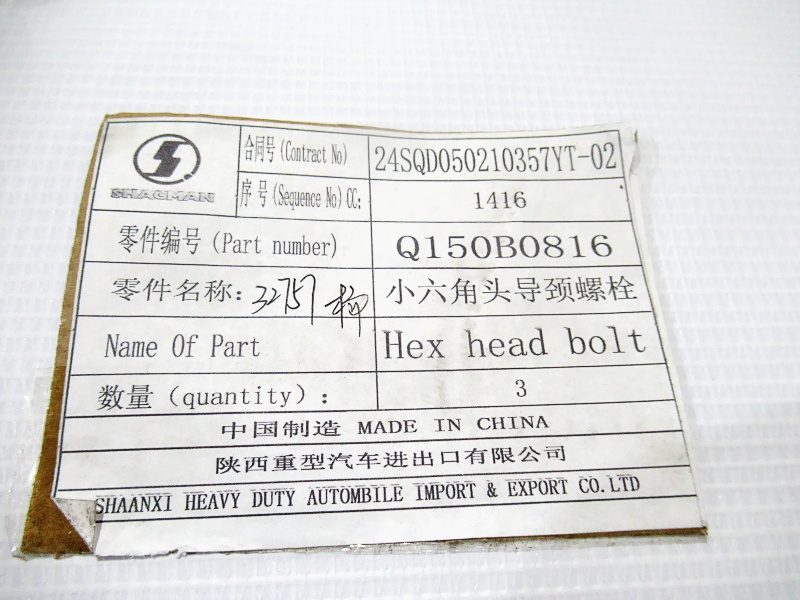 SHACMAN
合同号(Contract No) 24SQD050210357YT-02
序号(Sequence No)CC: 1416
零件编号(Part number) Q150B0816
零件名称: 3275 小六角头导颈螺栓
Name Of Part Hex head bolt
数量(quantity): 3
中国制造 MADE IN CHINA
陕西重型汽车进出口有限公司
SHAANXI HEAVY DUTY AUTOMBILE IMPORT & EXPORT CO.LTD